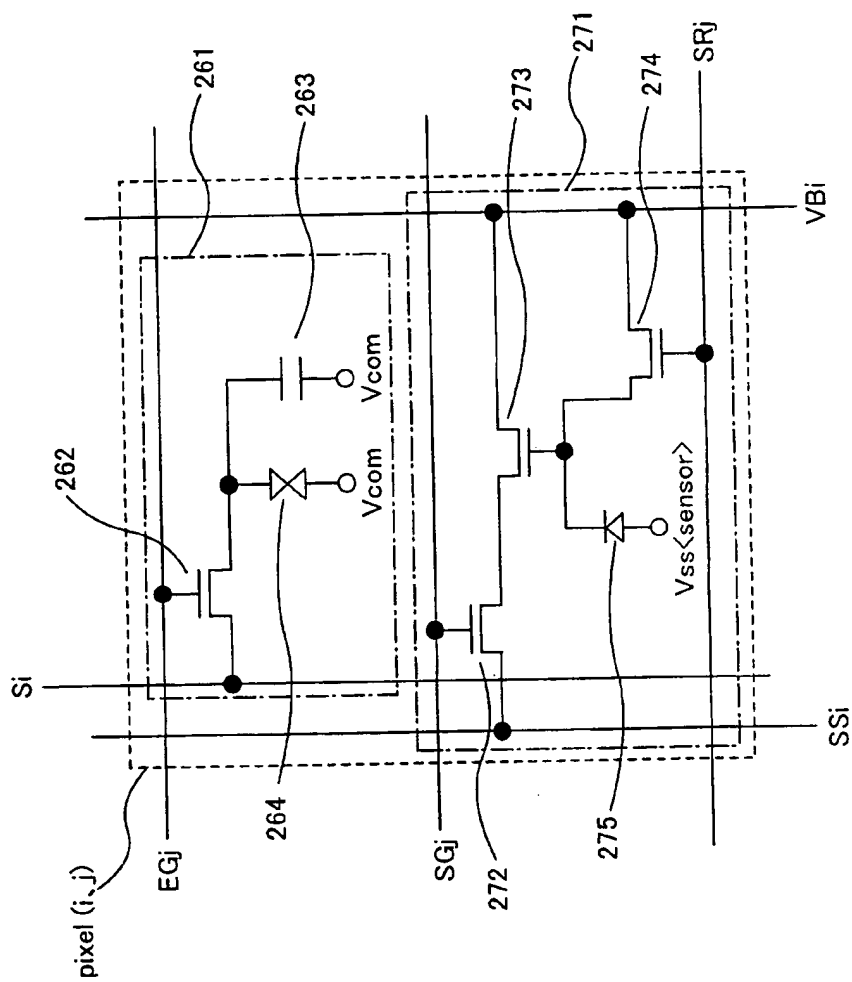 pixel (i、j)
Si
262
261
263
EGj
264
Vcom
Vcom
SGj
273
271
274
SRj
272
275
Vss<sensor>
SSi
VBi